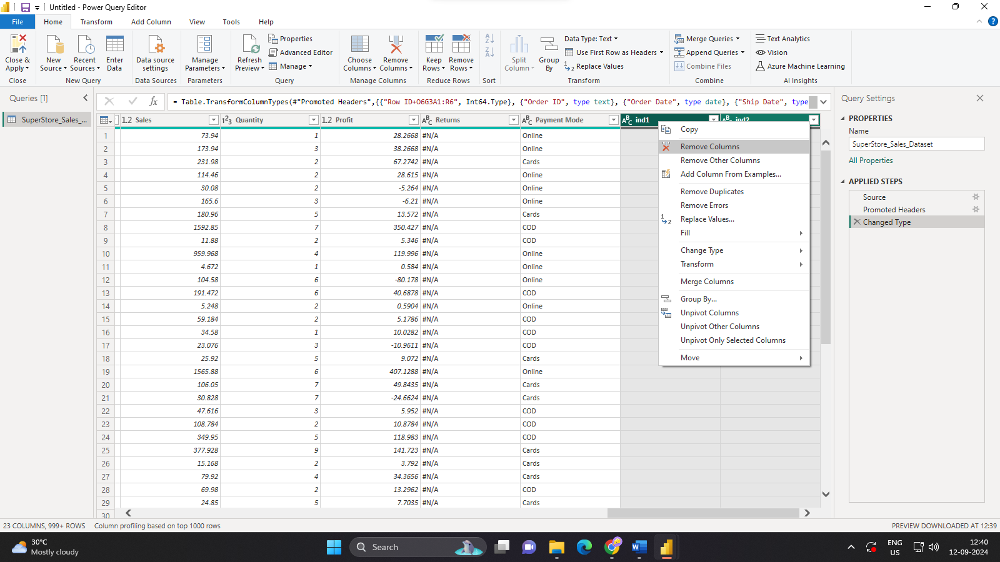 Untitled - Power Query Editor
File Home Transform Add Column View Tools Help
Close & Apply
Close
New Source
Recent Sources
Enter Data
New Query
Data source settings
Data Sources
Manage Parameters
Parameters
Refresh Preview
Properties
Advanced Editor
Manage
Query
Choose Columns
Remove Columns
Manage Columns
Keep Rows
Remove Rows
Reduce Rows
Sort
Split Column
Group By
Data Type: Text
Use First Row as Headers
Replace Values
Transform
Merge Queries
Append Queries
Combine Files
Combine
Text Analytics
Vision
Azure Machine Learning
AI Insights
Queries [1]
SuperStore_Sales_...
= Table.TransformColumnTypes(#"Promoted Headers",{{"Row ID+O6G3A1:R6", Int64.Type}, {"Order ID", type text}, {"Order Date", type date}, {"Ship Date", type
1.2 Sales 1 2 3 Quantity 1.2 Profit ABC Returns ABC Payment Mode ABC ind1 ABC ind2
1 73.94 1 28.2668 #N/A Online
2 173.94 3 38.2668 #N/A Online
3 231.98 2 67.2742 #N/A Cards
4 114.46 2 28.615 #N/A Online
5 30.08 2 -5.264 #N/A Online
6 165.6 3 -6.21 #N/A Online
7 180.96 5 13.572 #N/A Cards
8 1592.85 7 350.427 #N/A COD
9 11.88 2 5.346 #N/A COD
10 959.968 4 119.996 #N/A Online
11 4.672 1 0.584 #N/A Online
12 104.58 6 -80.178 #N/A Online
13 191.472 6 40.6878 #N/A COD
14 5.248 2 0.5904 #N/A Online
15 59.184 2 5.1786 #N/A COD
16 34.58 1 10.0282 #N/A COD
17 23.076 3 -10.9611 #N/A COD
18 25.92 5 9.072 #N/A Cards
19 1565.88 6 407.1288 #N/A Online
20 106.05 7 49.8435 #N/A Cards
21 30.828 7 -24.6624 #N/A Cards
22 47.616 3 5.952 #N/A COD
23 108.784 2 10.8784 #N/A COD
24 349.95 5 118.983 #N/A COD
25 377.928 9 141.723 #N/A Cards
26 15.168 2 3.792 #N/A Cards
27 79.92 4 34.3656 #N/A Cards
28 69.98 2 13.2962 #N/A COD
29 24.85 5 7.7035 #N/A Cards
30
Copy
Remove Columns
Remove Other Columns
Add Column From Examples...
Remove Duplicates
Remove Errors
Replace Values...
Fill
Change Type
Transform
Merge Columns
Group By...
Unpivot Columns
Unpivot Other Columns
Unpivot Only Selected Columns
Move
Query Settings
PROPERTIES
Name
SuperStore_Sales_Dataset
All Properties
APPLIED STEPS
Source
Promoted Headers
Changed Type
23 COLUMNS, 999+ ROWS Column profiling based on top 1000 rows
PREVIEW DOWNLOADED AT 12:39
30°C
Mostly cloudy
Search
ENG
US
12:40
12-09-2024